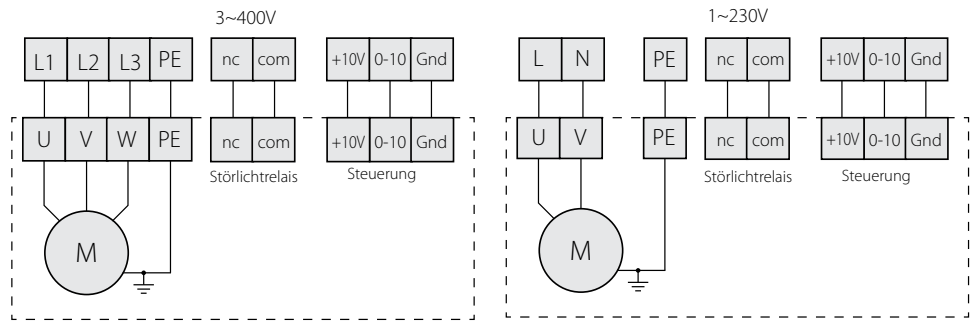 3~400V
L1 L2 L3 PE nc com +10V 0-10 Gnd
U V W PE nc com +10V 0-10 Gnd
Störlichtrelais Steuerung
M
1~230V
L N PE nc com +10V 0-10 Gnd
U V PE nc com +10V 0-10 Gnd
Störlichtrelais Steuerung
M